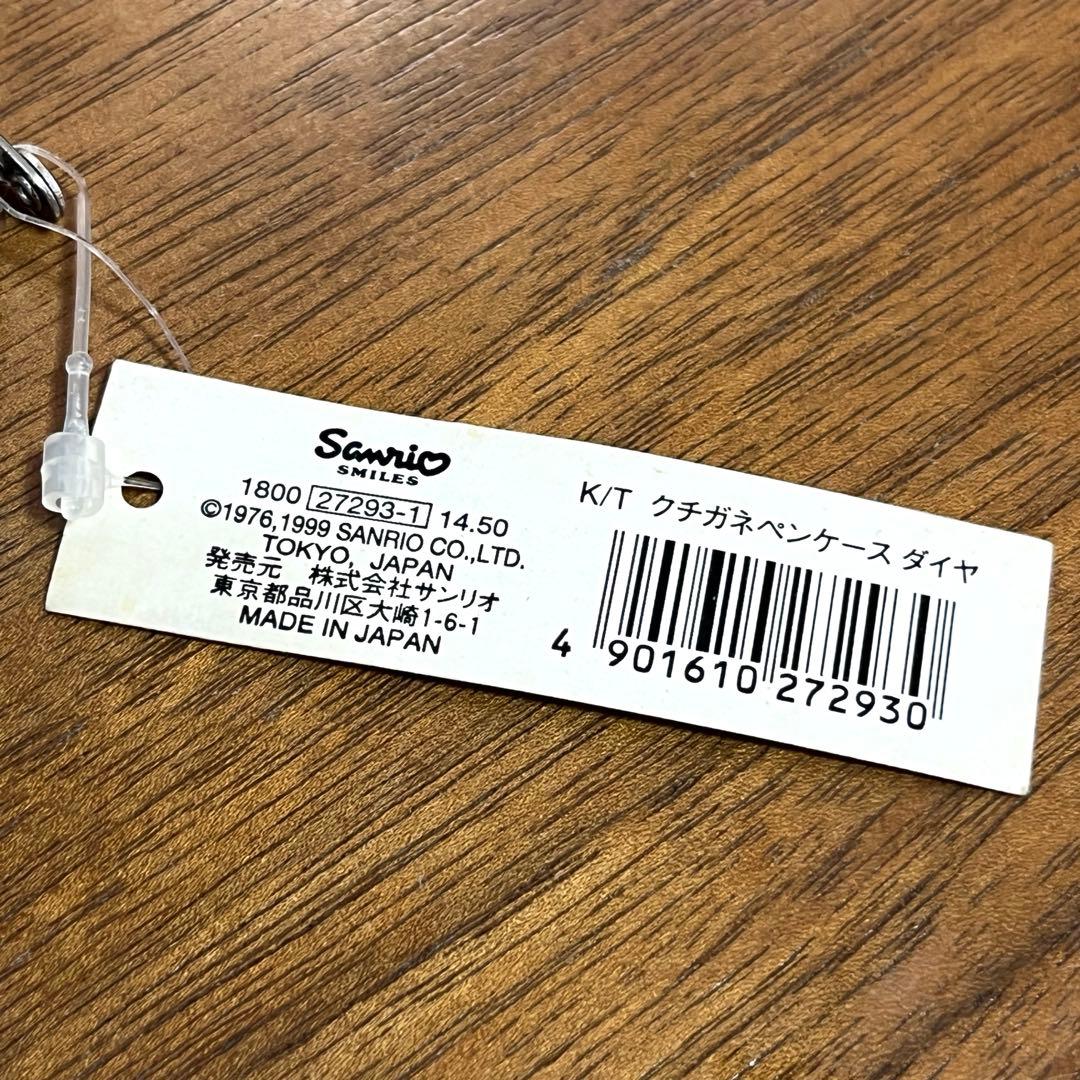 Sanrio
SMILES
1800 27293-1 14.50
©1976,1999 SANRIO CO.,LTD.
TOKYO, JAPAN
発売元 株式会社サンリオ
東京都品川区大崎1-6-1
MADE IN JAPAN
K/T クチガネペンケース ダイヤ
4 901610 272930